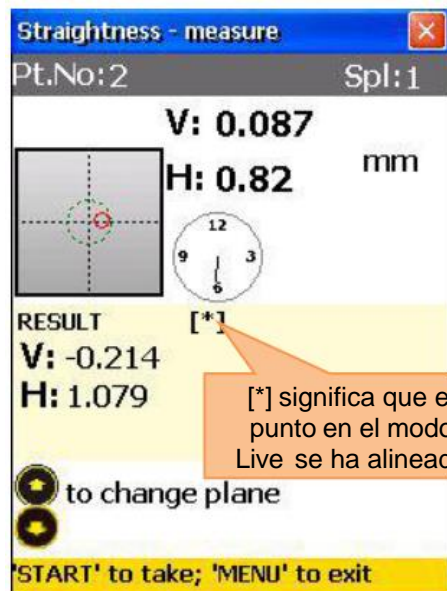 Straightness - measure
Pt.No:2 Spl:1
V: 0.087
H: 0.82 mm
12
9 3
6
RESULT [*]
V: -0.214
H: 1.079
[*] significa que e
punto en el modo
Live se ha alinead
to change plane
'START' to take; 'MENU' to exit